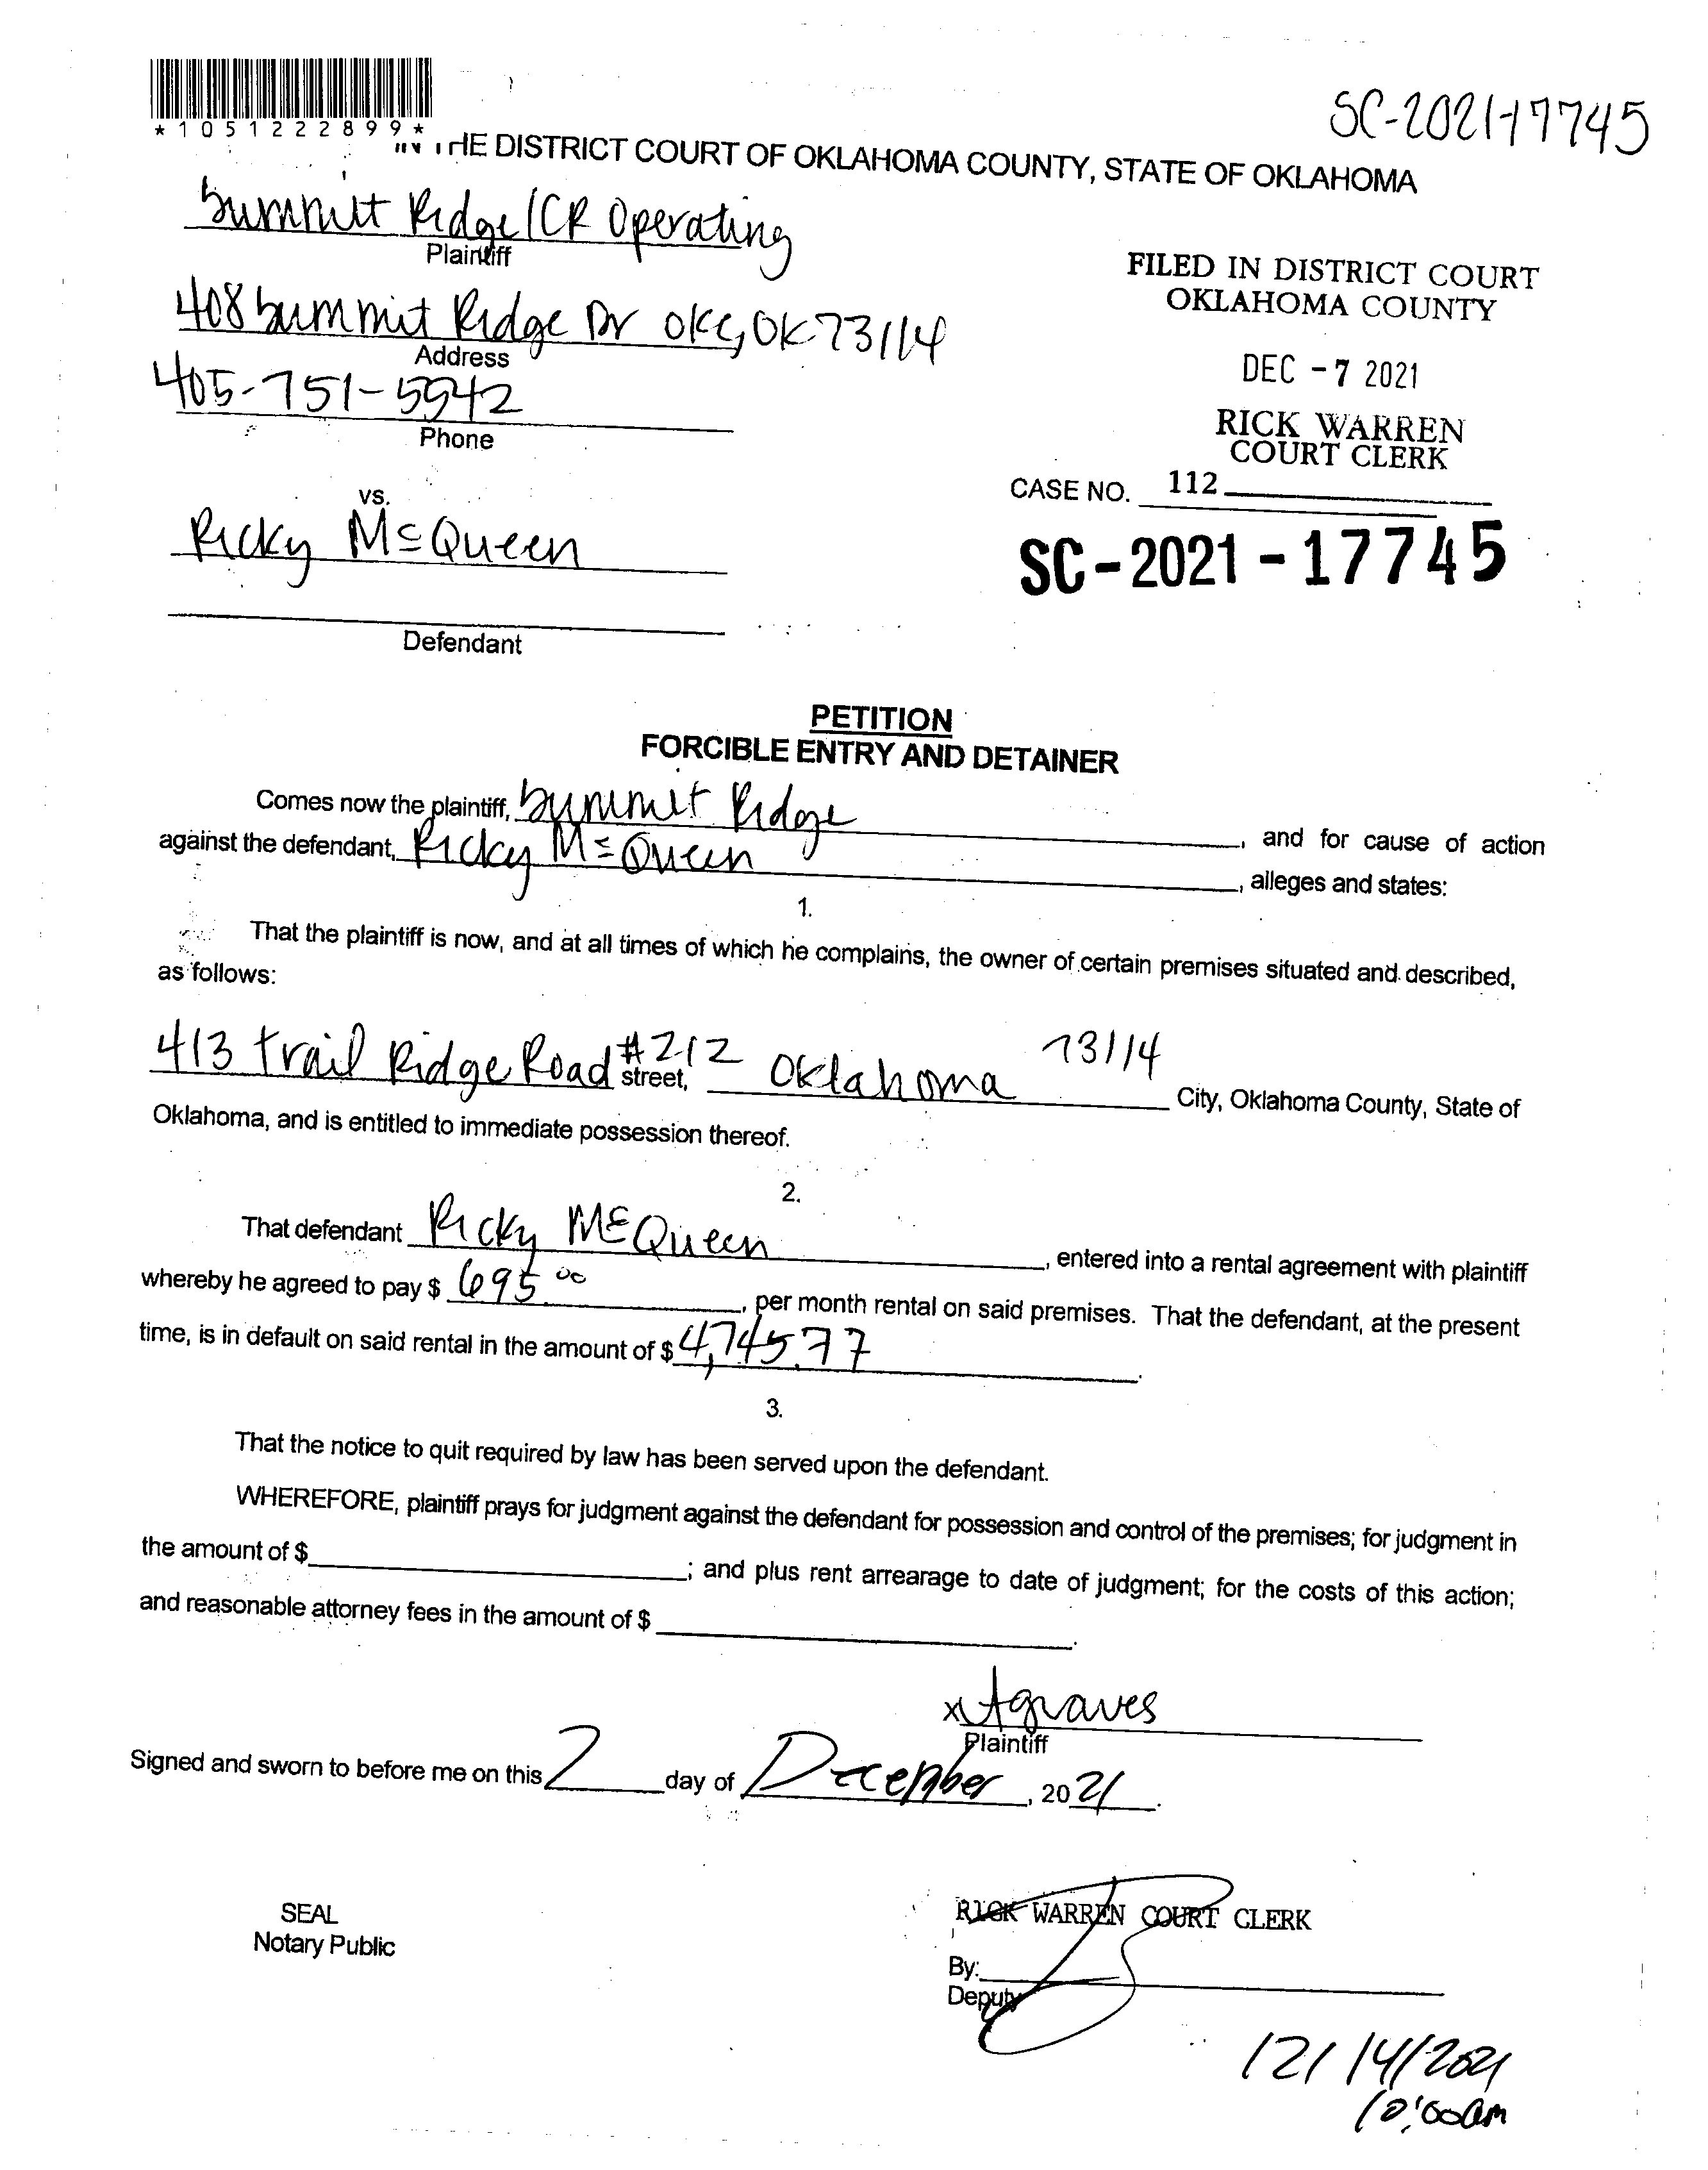 SC-2021-17745
*1051222899*
THE DISTRICT COURT OF OKLAHOMA COUNTY, STATE OF OKLAHOMA
Summit Ridge/CR Operating
Plaintiff
408 Summit Ridge Dr OKC, OK 73114
Address
405-751-5942
Phone
FILED IN DISTRICT COURT
OKLAHOMA COUNTY
DEC - 7 2021
RICK WARREN
COURT CLERK
CASE NO. 112
vs.
Ricky McQueen
SC-2021-17745
Defendant
PETITION
FORCIBLE ENTRY AND DETAINER
Comes now the plaintiff, Summit Ridge, and for cause of action
against the defendant, Ricky McQueen, alleges and states:
1.
That the plaintiff is now, and at all times of which he complains, the owner of certain premises situated and described,
as follows:
413 Trail Ridge Road #212 street, Oklahoma 73114 City, Oklahoma County, State of
Oklahoma, and is entitled to immediate possession thereof.
2.
That defendant Ricky McQueen, entered into a rental agreement with plaintiff
whereby he agreed to pay $ 695.00, per month rental on said premises. That the defendant, at the present
time, is in default on said rental in the amount of $ 4,745.77.
3.
That the notice to quit required by law has been served upon the defendant.
WHEREFORE, plaintiff prays for judgment against the defendant for possession and control of the premises; for judgment in
the amount of $ ; and plus rent arrearage to date of judgment; for the costs of this action;
and reasonable attorney fees in the amount of $ .
x Agraves
Plaintiff
Signed and sworn to before me on this 2 day of December, 2021.
SEAL
Notary Public
RICK WARREN COURT CLERK
By:
Deputy
12/14/2021
10:00am